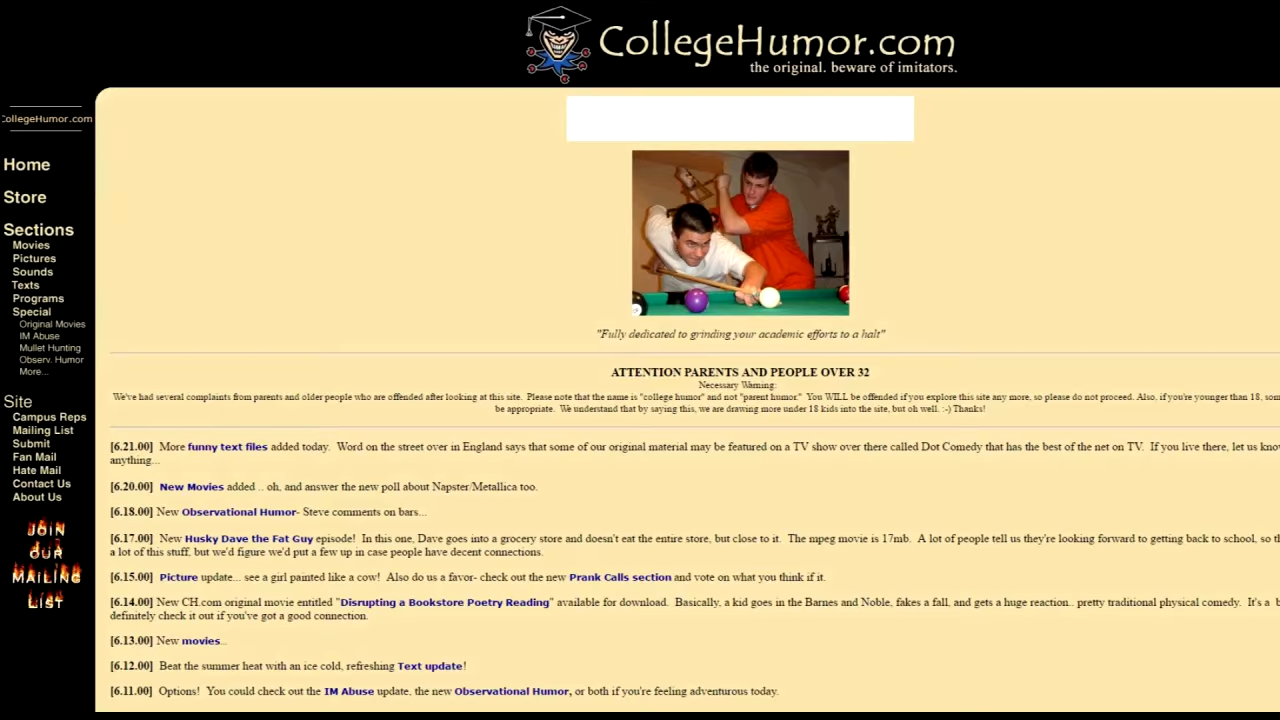 CollegeHumor.com
the original. beware of imitators.
CollegeHumor.com
Home
Store
Sections
Movies
Pictures
Sounds
Texts
Programs
Special
Original Movies
IM Abuse
Mullet Hunting
Observ. Humor
More...
Site
Campus Reps
Mailing List
Submit
Fan Mail
Hate Mail
Contact Us
About Us
JOIN
OUR
MAILING
LIST
"Fully dedicated to grinding your academic efforts to a halt"
ATTENTION PARENTS AND PEOPLE OVER 32
Necessary Warning:
We've had several complaints from parents and older people who are offended after looking at this site. Please note that the name is "college humor" and not "parent humor." You WILL be offended if you explore this site any more, so please do not proceed. Also, if you're younger than 18, som
be appropriate. We understand that by saying this, we are drawing more under 18 kids into the site, but oh well. :-) Thanks!
[6.21.00] More funny text files added today. Word on the street over in England says that some of our original material may be featured on a TV show over there called Dot Comedy that has the best of the net on TV. If you live there, let us kno
anything...
[6.20.00] New Movies added .. oh, and answer the new poll about Napster/Metallica too.
[6.18.00] New Observational Humor- Steve comments on bars...
[6.17.00] New Husky Dave the Fat Guy episode! In this one, Dave goes into a grocery store and doesn't eat the entire store, but close to it. The mpeg movie is 17mb. A lot of people tell us they're looking forward to getting back to school, so th
a lot of this stuff, but we'd figure we'd put a few up in case people have decent connections.
[6.15.00] Picture update... see a girl painted like a cow! Also do us a favor- check out the new Prank Calls section and vote on what you think if it.
[6.14.00] New CH.com original movie entitled "Disrupting a Bookstore Poetry Reading" available for download. Basically, a kid goes in the Barnes and Noble, fakes a fall, and gets a huge reaction.. pretty traditional physical comedy. It's a b
definitely check it out if you've got a good connection.
[6.13.00] New movies..
[6.12.00] Beat the summer heat with an ice cold, refreshing Text update!
[6.11.00] Options! You could check out the IM Abuse update, the new Observational Humor, or both if you're feeling adventurous today.